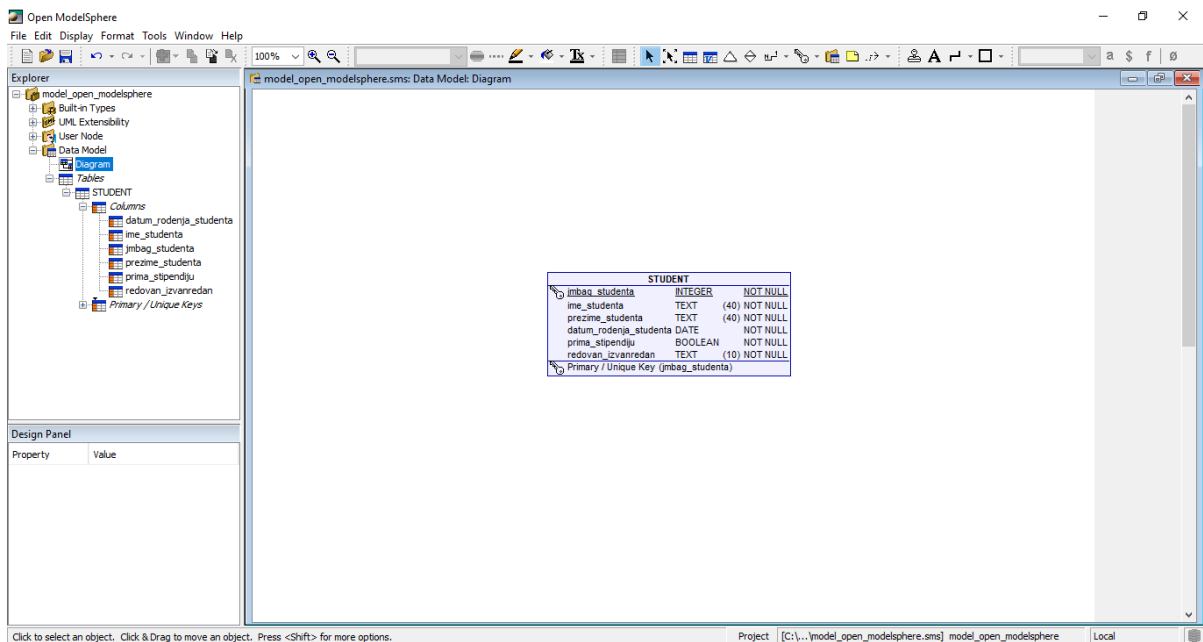 Open ModelSphere
File Edit Display Format Tools Window Help
100%
a $ f ø
Explorer
model_open_modelsphere.sms: Data Model: Diagram
model_open_modelsphere
Built-in Types
UML Extensibility
User Node
Data Model
Diagram
Tables
STUDENT
Columns
datum_rodenja_studenta
ime_studenta
jmbag_studenta
prezime_studenta
prima_stipendiju
redovan_izvanredan
Primary / Unique Keys
STUDENT
jmbag_studenta INTEGER NOT NULL
ime_studenta TEXT (40) NOT NULL
prezime_studenta TEXT (40) NOT NULL
datum_rodenja_studenta DATE NOT NULL
prima_stipendiju BOOLEAN NOT NULL
redovan_izvanredan TEXT (10) NOT NULL
Primary / Unique Key (jmbag_studenta)
Design Panel
Property Value
Click to select an object. Click & Drag to move an object. Press <Shift> for more options.
Project [C:\...\model_open_modelsphere.sms] model_open_modelsphere Local